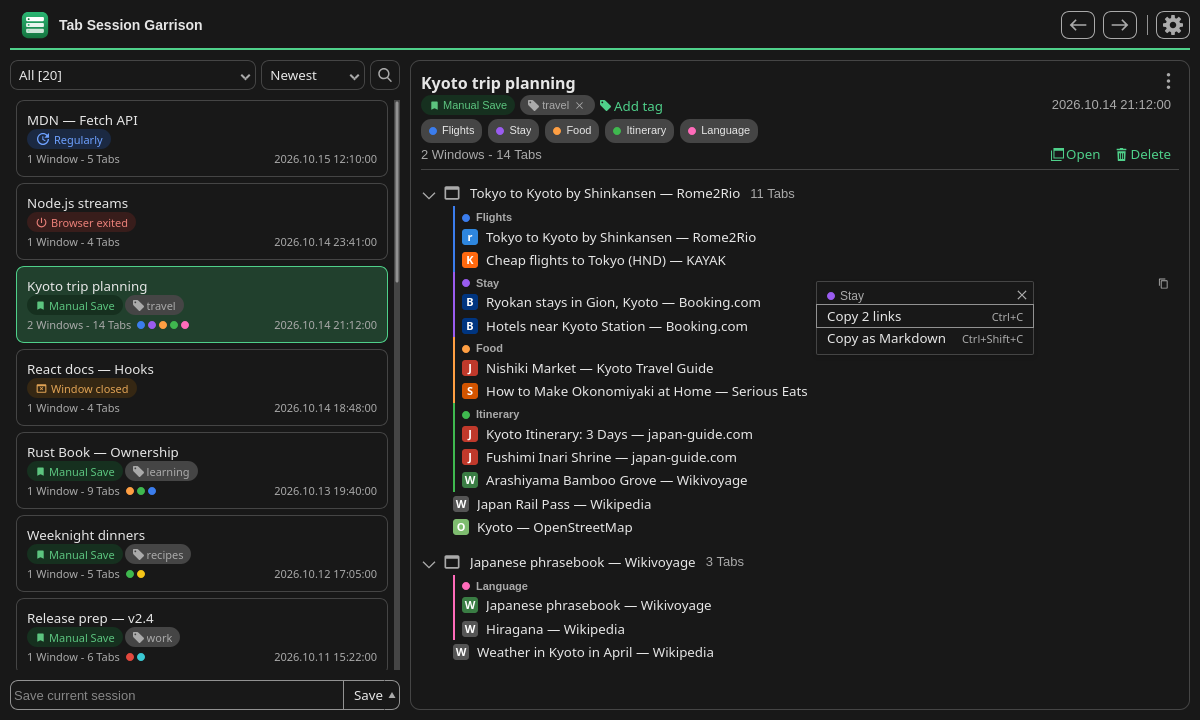 Tab Session Garrison
All [20]
Newest
MDN — Fetch API
Regularly
1 Window - 5 Tabs 2026.10.15 12:10:00
Node.js streams
Browser exited
1 Window - 4 Tabs 2026.10.14 23:41:00
Kyoto trip planning
Manual Save travel
2 Windows - 14 Tabs 2026.10.14 21:12:00
React docs — Hooks
Window closed
1 Window - 4 Tabs 2026.10.14 18:48:00
Rust Book — Ownership
Manual Save learning
1 Window - 9 Tabs 2026.10.13 19:40:00
Weeknight dinners
Manual Save recipes
1 Window - 5 Tabs 2026.10.12 17:05:00
Release prep — v2.4
Manual Save work
1 Window - 6 Tabs 2026.10.11 15:22:00
Save current session
Save
Kyoto trip planning
Manual Save travel Add tag 2026.10.14 21:12:00
Flights Stay Food Itinerary Language
2 Windows - 14 Tabs Open Delete
Tokyo to Kyoto by Shinkansen — Rome2Rio 11 Tabs
Flights
r Tokyo to Kyoto by Shinkansen — Rome2Rio
K Cheap flights to Tokyo (HND) — KAYAK
Stay
B Ryokan stays in Gion, Kyoto — Booking.com
B Hotels near Kyoto Station — Booking.com
Food
J Nishiki Market — Kyoto Travel Guide
S How to Make Okonomiyaki at Home — Serious Eats
Itinerary
J Kyoto Itinerary: 3 Days — japan-guide.com
J Fushimi Inari Shrine — japan-guide.com
W Arashiyama Bamboo Grove — Wikivoyage
W Japan Rail Pass — Wikipedia
O Kyoto — OpenStreetMap
Japanese phrasebook — Wikivoyage 3 Tabs
Language
W Japanese phrasebook — Wikivoyage
W Hiragana — Wikipedia
W Weather in Kyoto in April — Wikipedia
Stay
Copy 2 links Ctrl+C
Copy as Markdown Ctrl+Shift+C